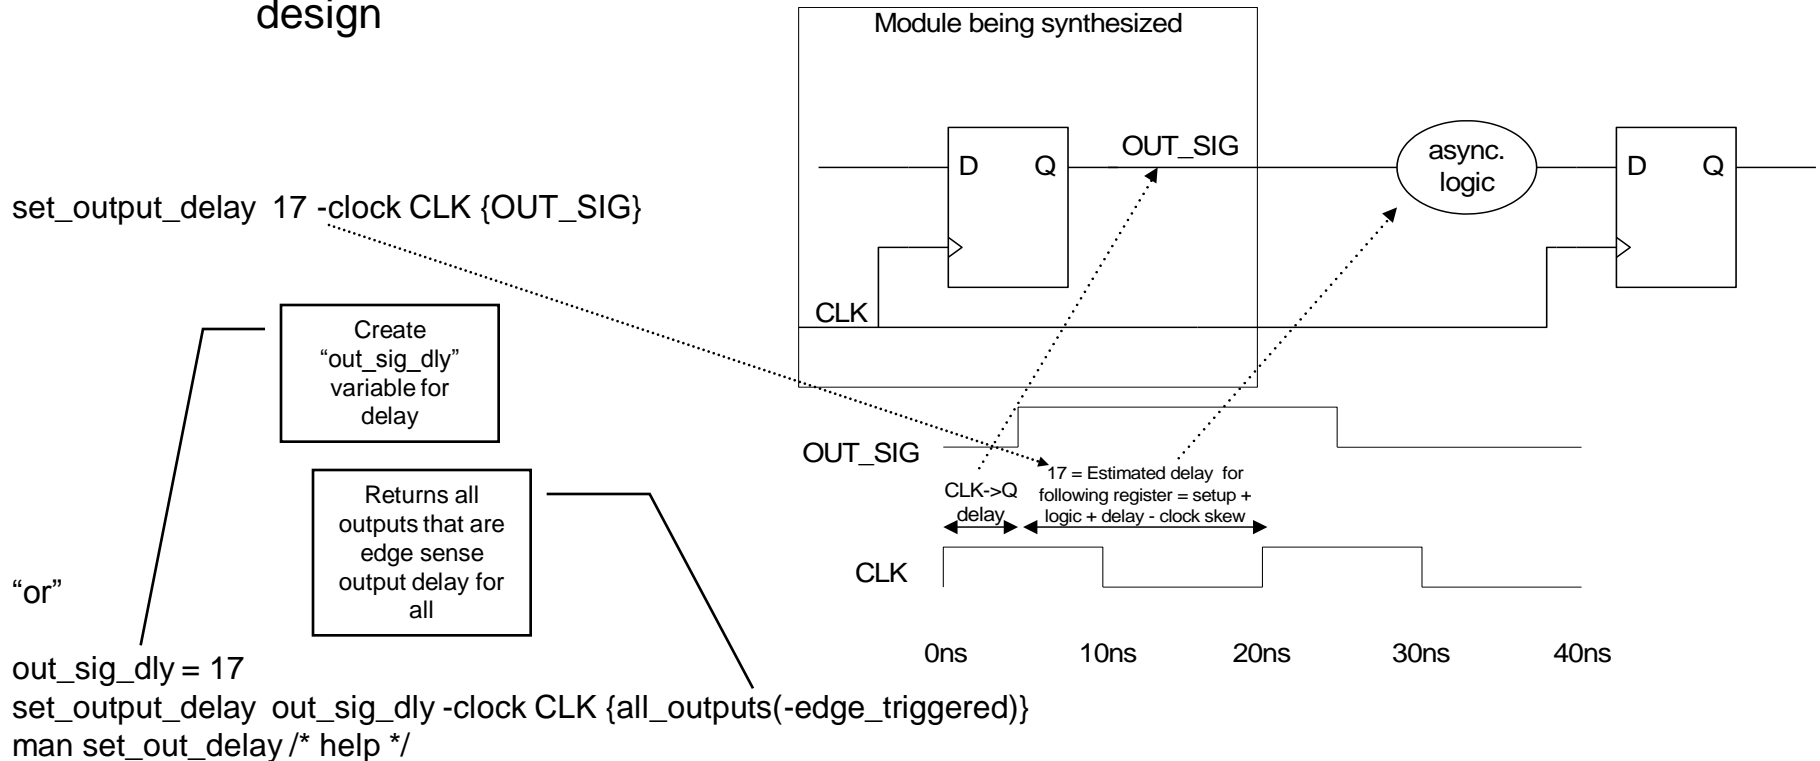 design
Module being synthesized
D Q
OUT_SIG
async.
logic
D Q
CLK
set_output_delay 17 -clock CLK {OUT_SIG}
Create
“out_sig_dly”
variable for
delay
Returns all
outputs that are
edge sense
output delay for
all
OUT_SIG
CLK->Q
delay
17 = Estimated delay for
following register = setup +
logic + delay - clock skew
CLK
0ns 10ns 20ns 30ns 40ns
“or”
out_sig_dly = 17
set_output_delay out_sig_dly -clock CLK {all_outputs(-edge_triggered)}
man set_out_delay /* help */